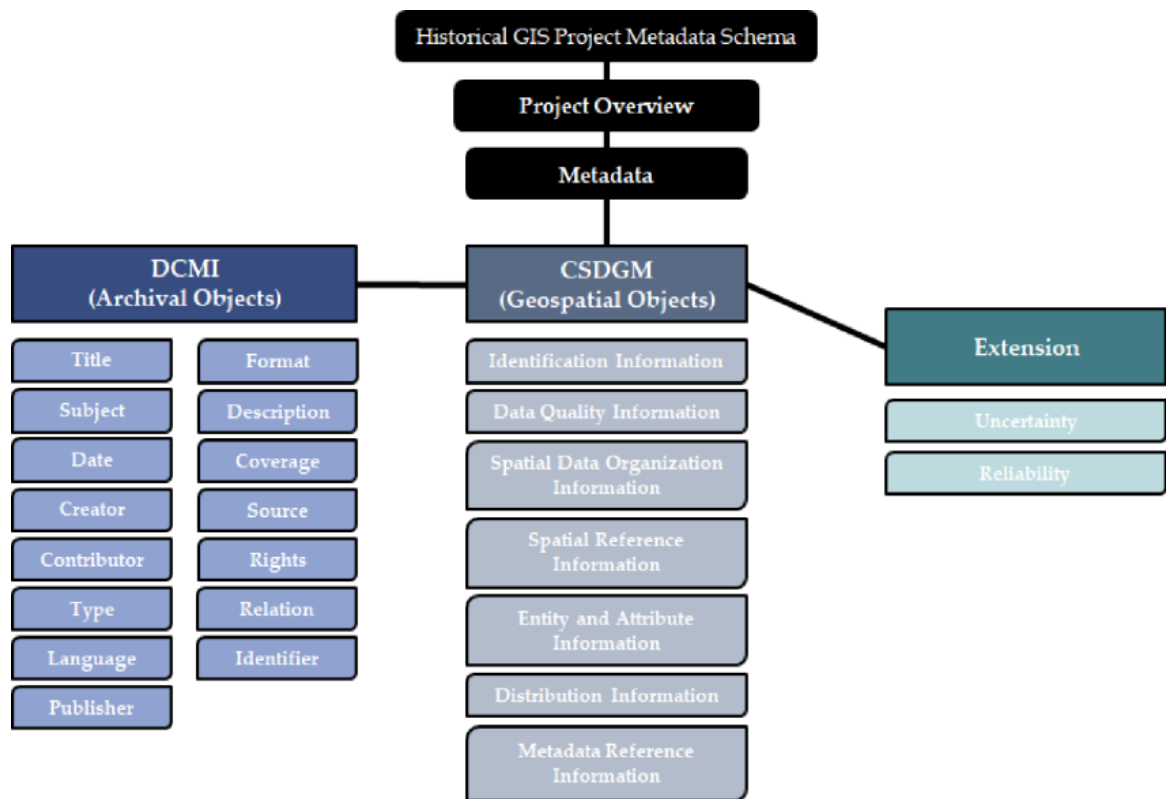 Historical GIS Project Metadata Schema
Project Overview
Metadata
DCMI
(Archival Objects)
Title
Subject
Date
Creator
Contributor
Type
Language
Publisher
Format
Description
Coverage
Source
Rights
Relation
Identifier
CSDGM
(Geospatial Objects)
Identification Information
Data Quality Information
Spatial Data Organization
Information
Spatial Reference
Information
Entity and Attribute
Information
Distribution Information
Metadata Reference
Information
Extension
Uncertainty
Reliability